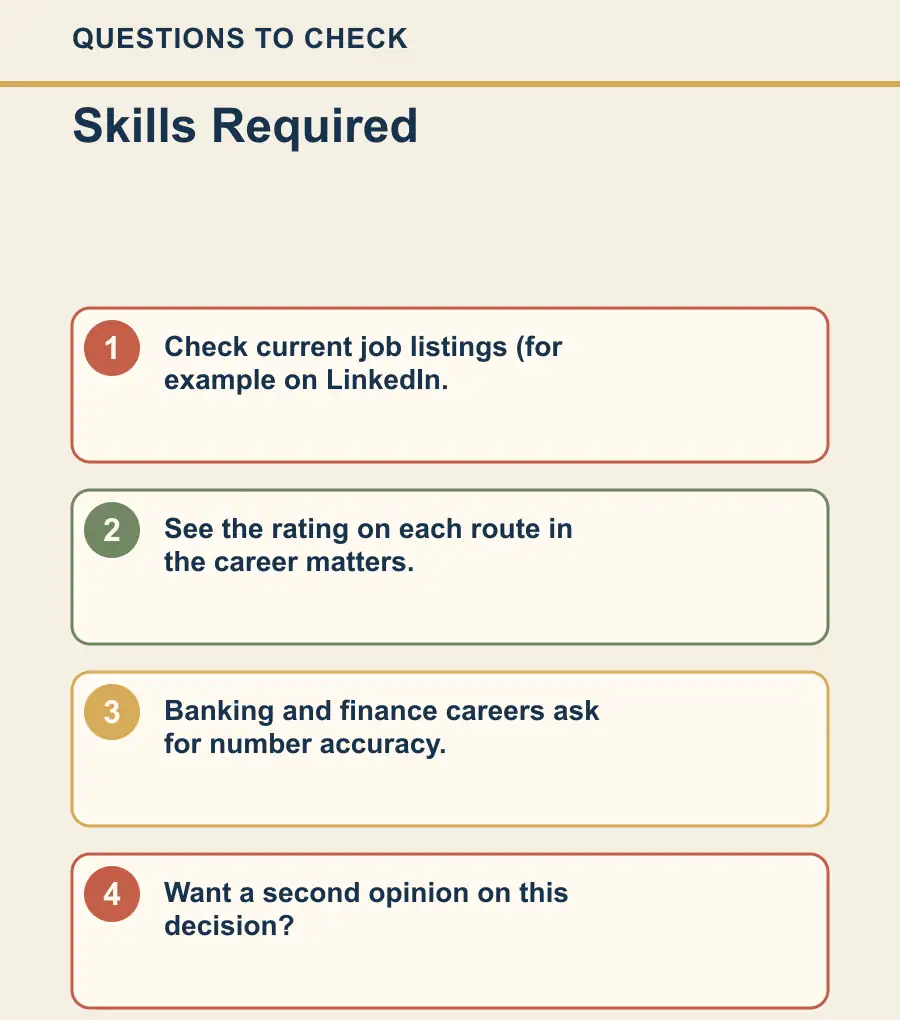 QUESTIONS TO CHECK
Skills Required
1
Check current job listings (for
example on LinkedIn.
2
See the rating on each route in
the career matters.
3
Banking and finance careers ask
for number accuracy.
4
Want a second opinion on this
decision?